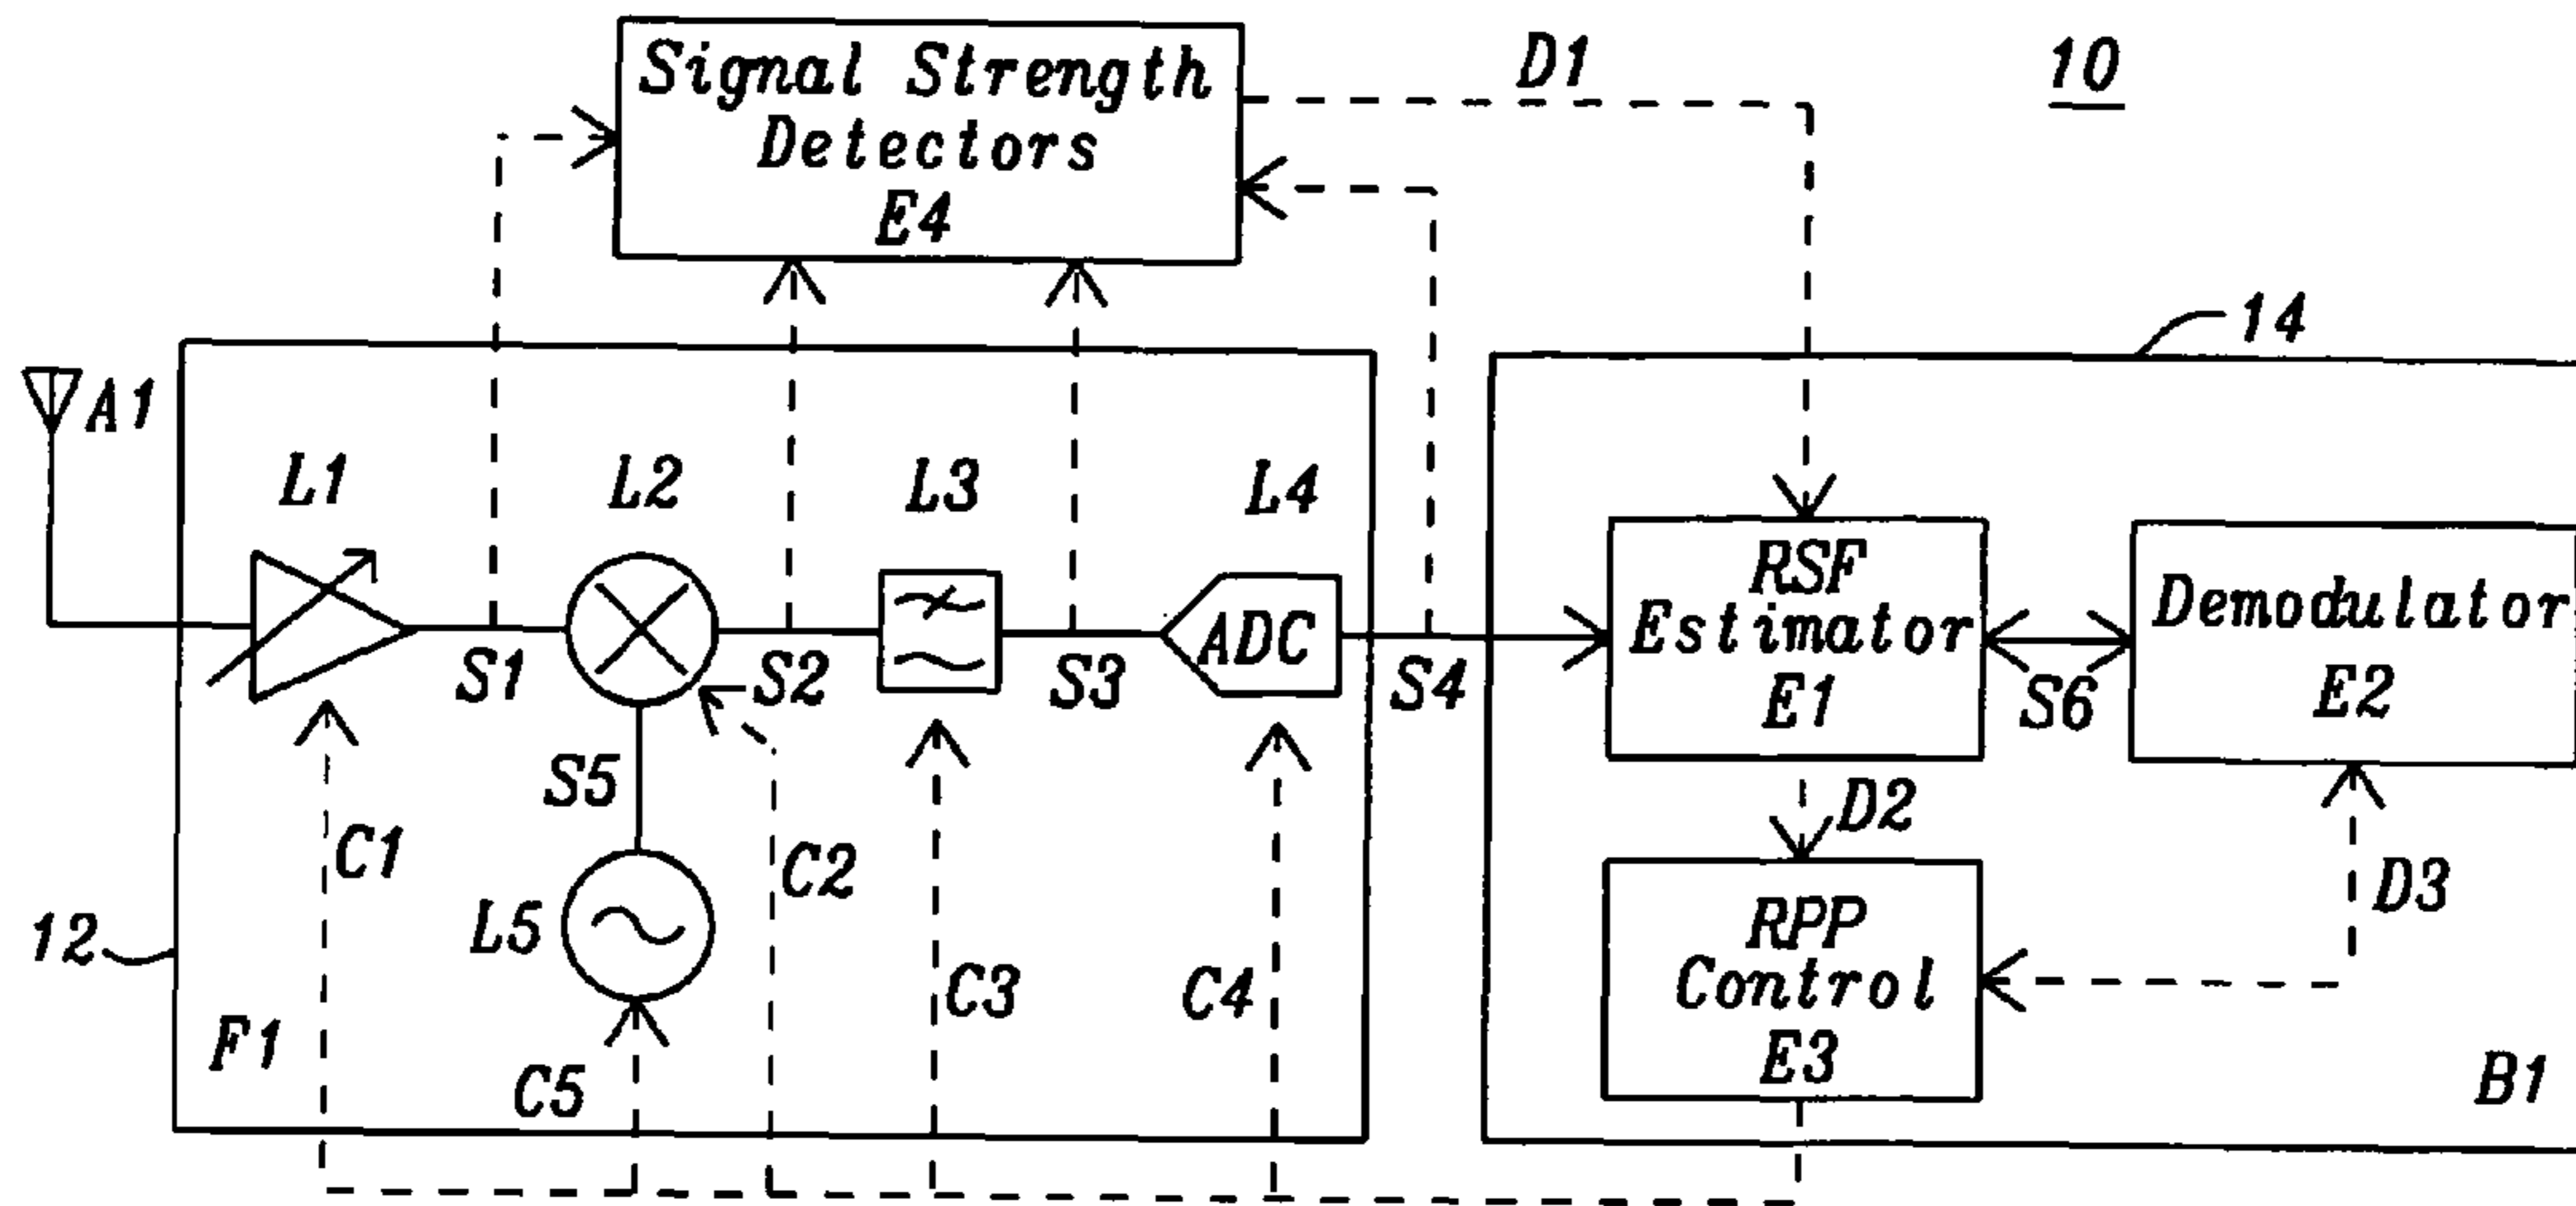 Signal Strength
Detectors
E4
D1
10
14
A1
L1
L2
L3
L4
RSF
Estimator
E1
Demodulator
E2
ADC
S1
S2
S3
S4
S6
S5
C1
C2
D2
D3
L5
RPP
Control
E3
12
C3
C4
F1
C5
B1